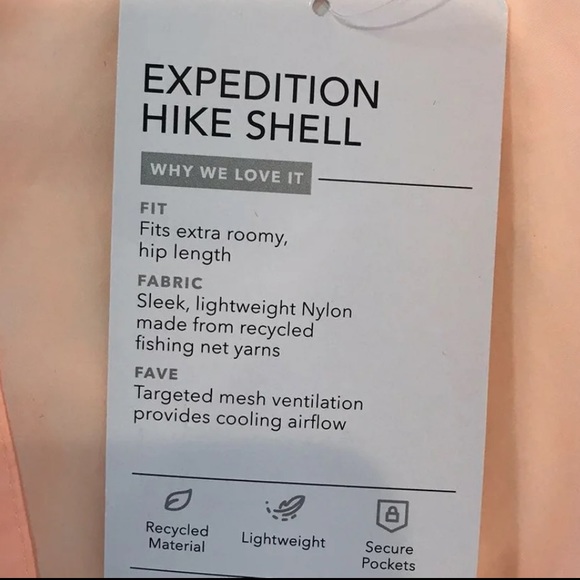 EXPEDITION
HIKE SHELL
WHY WE LOVE IT
FIT
Fits extra roomy,
hip length
FABRIC
Sleek, lightweight Nylon
made from recycled
fishing net yarns
FAVE
Targeted mesh ventilation
provides cooling airflow
Recycled
Material
Lightweight
Secure
Pockets